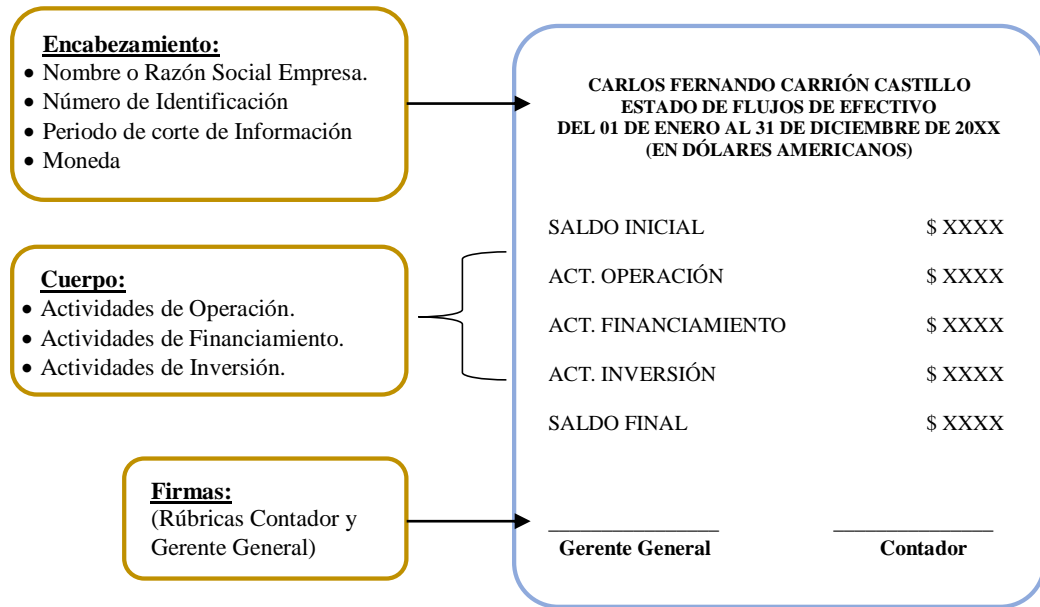 Encabezamiento:
• Nombre o Razón Social Empresa.
• Número de Identificación
• Periodo de corte de Información
• Moneda
CARLOS FERNANDO CARRIÓN CASTILLO
ESTADO DE FLUJOS DE EFECTIVO
DEL 01 DE ENERO AL 31 DE DICIEMBRE DE 20XX
(EN DÓLARES AMERICANOS)
Cuerpo:
• Actividades de Operación.
• Actividades de Financiamiento.
• Actividades de Inversión.
SALDO INICIAL $ XXXX
ACT. OPERACIÓN $ XXXX
ACT. FINANCIAMIENTO $ XXXX
ACT. INVERSIÓN $ XXXX
SALDO FINAL $ XXXX
Firmas:
(Rúbricas Contador y
Gerente General)
Gerente General Contador